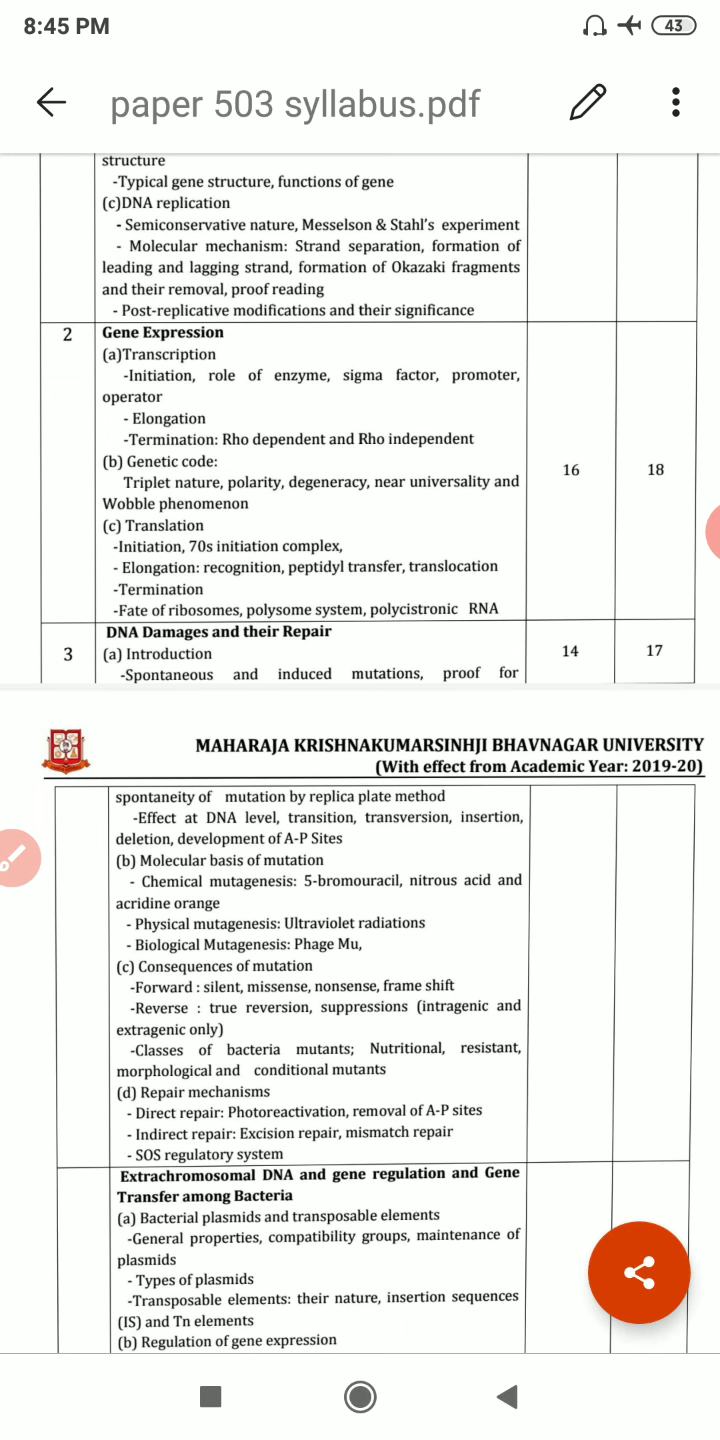 8:45 PM
43
paper 503 syllabus.pdf
structure
-Typical gene structure, functions of gene
(c)DNA replication
- Semiconservative nature, Messelson & Stahl's experiment
- Molecular mechanism: Strand separation, formation of
leading and lagging strand, formation of Okazaki fragments
and their removal, proof reading
- Post-replicative modifications and their significance
2 Gene Expression
(a)Transcription
-Initiation, role of enzyme, sigma factor, promoter,
operator
- Elongation
-Termination: Rho dependent and Rho independent
(b) Genetic code:
Triplet nature, polarity, degeneracy, near universality and
Wobble phenomenon
(c) Translation
-Initiation, 70s initiation complex,
- Elongation: recognition, peptidyl transfer, translocation
-Termination
-Fate of ribosomes, polysome system, polycistronic RNA
16 18
DNA Damages and their Repair
3 (a) Introduction 14 17
-Spontaneous and induced mutations, proof for
MAHARAJA KRISHNAKUMARSINHJI BHAVNAGAR UNIVERSITY
(With effect from Academic Year: 2019-20)
spontaneity of mutation by replica plate method
-Effect at DNA level, transition, transversion, insertion,
deletion, development of A-P Sites
(b) Molecular basis of mutation
- Chemical mutagenesis: 5-bromouracil, nitrous acid and
acridine orange
- Physical mutagenesis: Ultraviolet radiations
- Biological Mutagenesis: Phage Mu,
(c) Consequences of mutation
-Forward : silent, missense, nonsense, frame shift
-Reverse : true reversion, suppressions (intragenic and
extragenic only)
-Classes of bacteria mutants; Nutritional, resistant,
morphological and conditional mutants
(d) Repair mechanisms
- Direct repair: Photoreactivation, removal of A-P sites
- Indirect repair: Excision repair, mismatch repair
- SOS regulatory system
Extrachromosomal DNA and gene regulation and Gene
Transfer among Bacteria
(a) Bacterial plasmids and transposable elements
-General properties, compatibility groups, maintenance of
plasmids
- Types of plasmids
-Transposable elements: their nature, insertion sequences
(IS) and Tn elements
(b) Regulation of gene expression